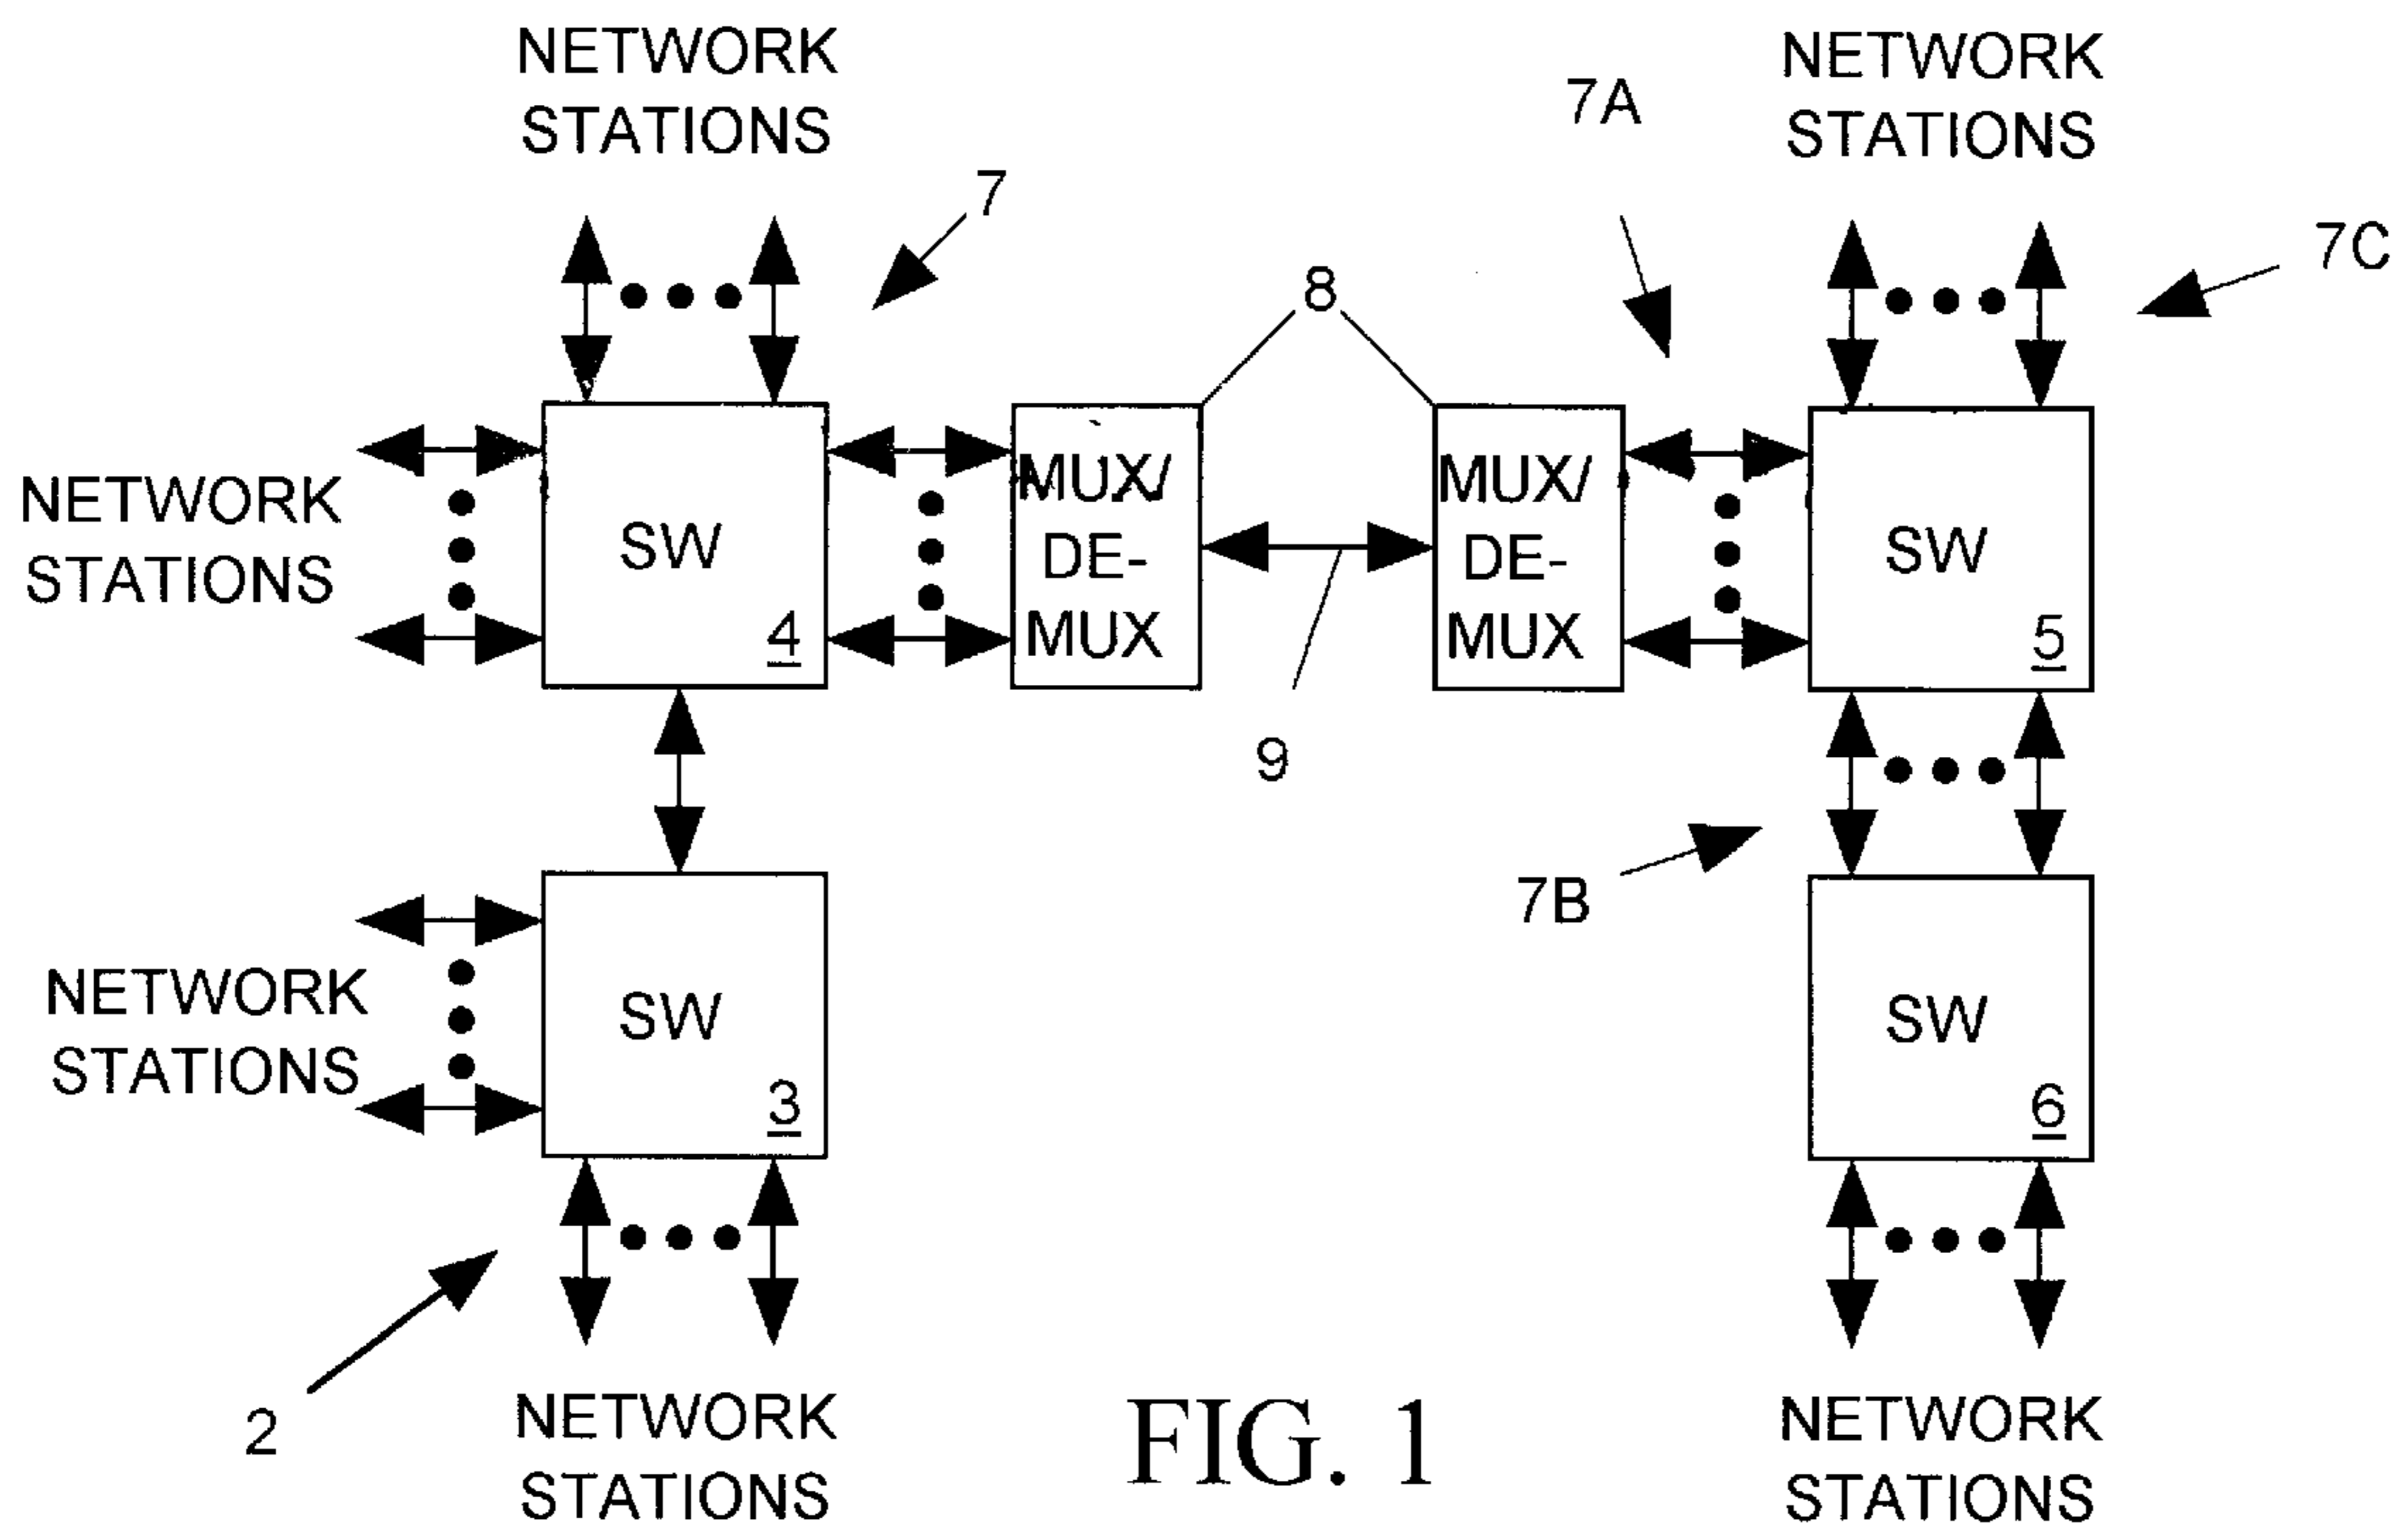 NETWORK
STATIONS
NETWORK
STATIONS
7A
7
7C
8
NETWORK
STATIONS
SW
4
MUX/
DE-
MUX
MUX/
DE-
MUX
SW
5
9
7B
NETWORK
STATIONS
SW
3
SW
6
2
NETWORK
STATIONS
FIG. 1
NETWORK
STATIONS